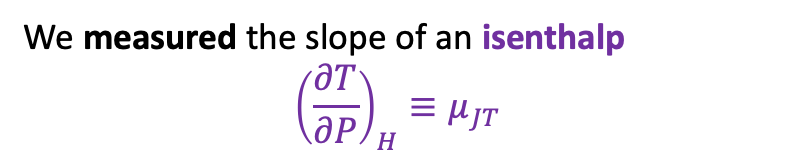 We measured the slope of an isenthalp
(∂T/∂P)_H ≡ μ_JT